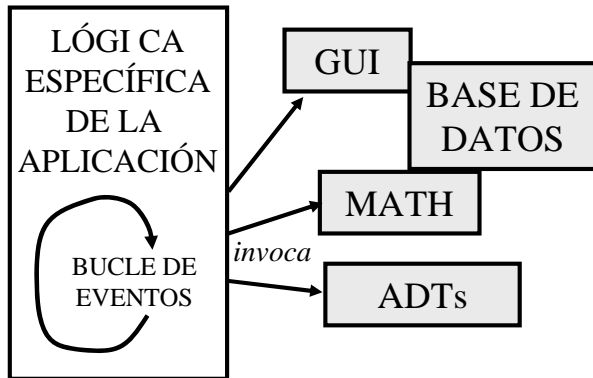 LÓGI CA
ESPECÍFICA
DE LA
APLICACIÓN
BUCLE DE
EVENTOS
invoca
GUI
BASE DE
DATOS
MATH
ADTs